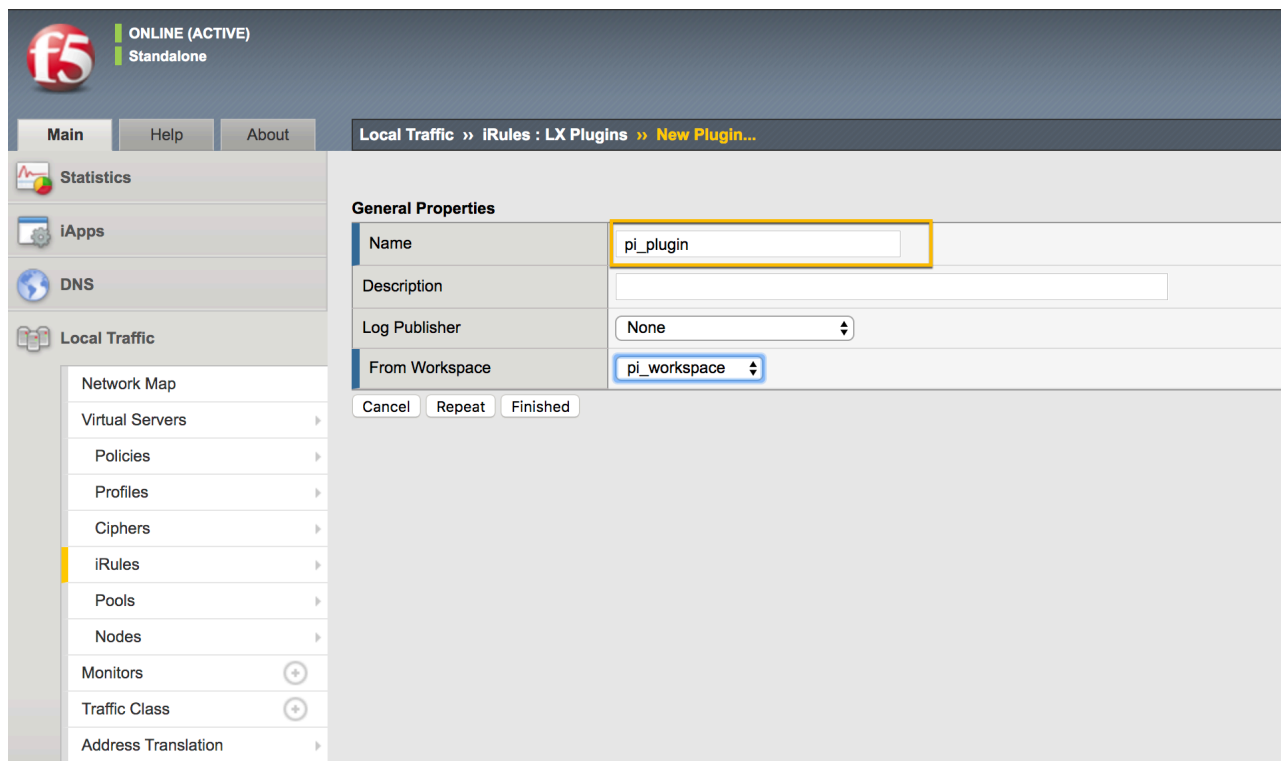 f5
ONLINE (ACTIVE)
Standalone
Main
Help
About
Local Traffic ›› iRules : LX Plugins ›› New Plugin...
Statistics
iApps
DNS
Local Traffic
Network Map
Virtual Servers
Policies
Profiles
Ciphers
iRules
Pools
Nodes
Monitors
Traffic Class
Address Translation
General Properties
Name
pi_plugin
Description
Log Publisher
None
From Workspace
pi_workspace
Cancel
Repeat
Finished